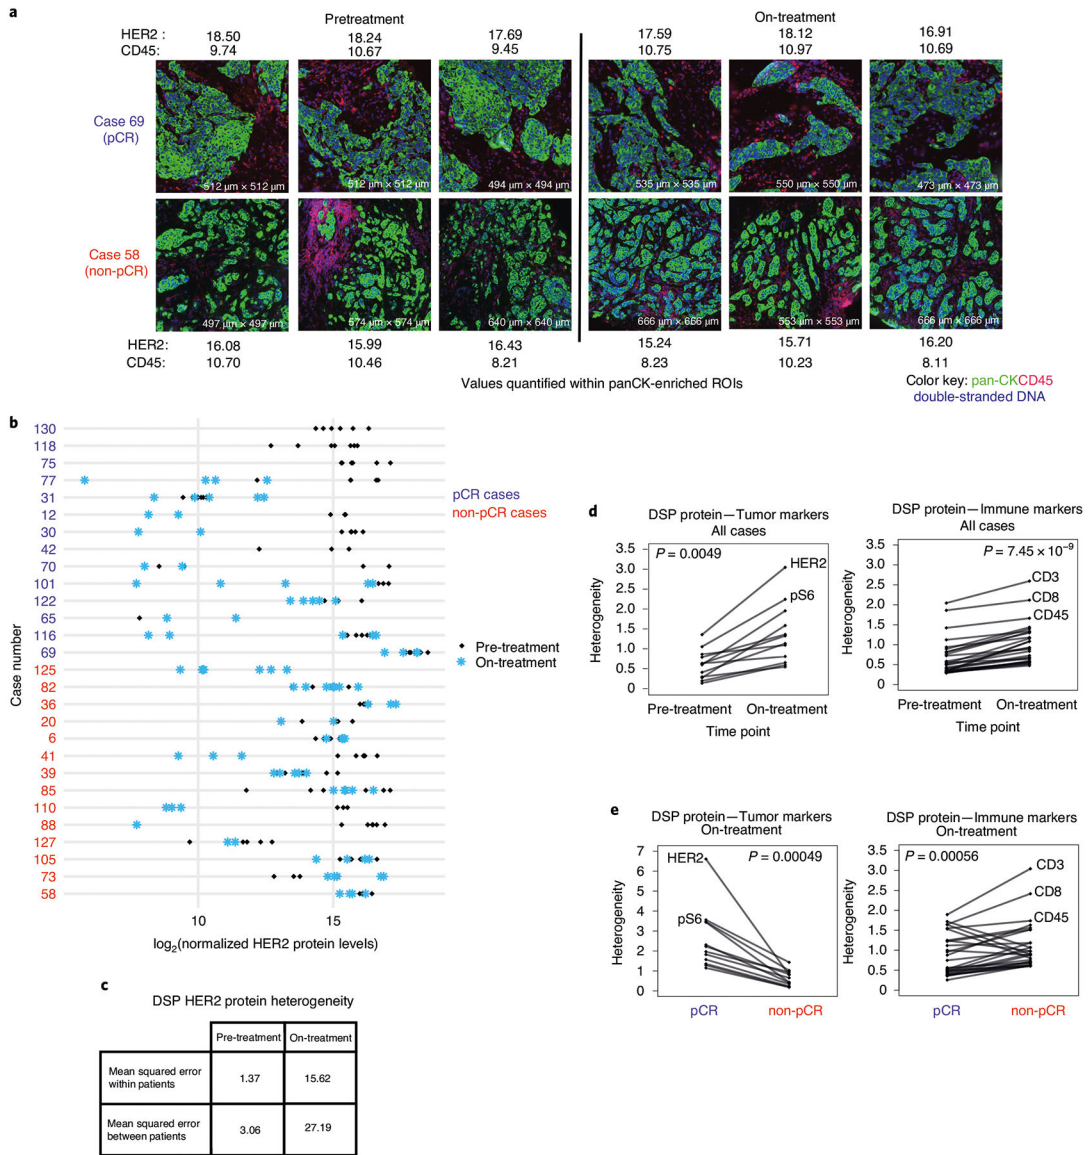 a
Pretreatment
On-treatment
HER2 : 18.50 18.24 17.69 17.59 18.12 16.91
CD45: 9.74 10.67 9.45 10.75 10.97 10.69
Case 69
(pCR)
512 μm × 512 μm 512 μm × 512 μm 494 μm × 494 μm 535 μm × 535 μm 550 μm × 550 μm 473 μm × 473 μm
Case 58
(non-pCR)
497 μm × 497 μm 574 μm × 574 μm 640 μm × 640 μm 666 μm × 666 μm 553 μm × 553 μm 666 μm × 666 μm
HER2: 16.08 15.99 16.43 15.24 15.71 16.20
CD45: 10.70 10.46 8.21 8.23 10.23 8.11
Values quantified within panCK-enriched ROIs
Color key: pan-CKCD45
double-stranded DNA
b
Case number
130
118
75
77
31
12
30
42
70
101
122
65
116
69
125
82
36
20
6
41
39
85
110
88
127
105
73
58
10 15
log2(normalized HER2 protein levels)
pCR cases
non-pCR cases
Pre-treatment
On-treatment
c
DSP HER2 protein heterogeneity
Pre-treatment On-treatment
Mean squared error
within patients
1.37 15.62
Mean squared error
between patients
3.06 27.19
d
DSP protein—Tumor markers
All cases
P = 0.0049
HER2
pS6
Heterogeneity
3.5
3.0
2.5
2.0
1.5
1.0
0.5
0
Pre-treatment On-treatment
Time point
DSP protein—Immune markers
All cases
P = 7.45 × 10–9
CD3
CD8
CD45
Heterogeneity
3.5
3.0
2.5
2.0
1.5
1.0
0.5
0
Pre-treatment On-treatment
Time point
e
DSP protein—Tumor markers
On-treatment
P = 0.00049
HER2
pS6
Heterogeneity
7
6
5
4
3
2
1
0
pCR non-pCR
DSP protein—Immune markers
On-treatment
P = 0.00056
CD3
CD8
CD45
Heterogeneity
3.5
3.0
2.5
2.0
1.5
1.0
0.5
0
pCR non-pCR